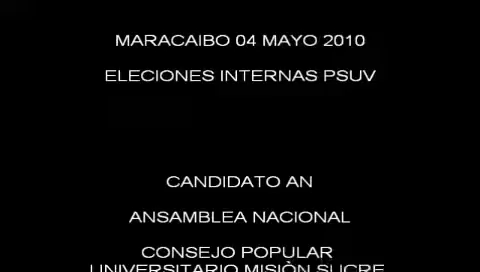 MARACAIBO 04 MAYO 2010
ELECIONES INTERNAS PSUV
CANDIDATO AN
ANSAMBLEA NACIONAL
CONSEJO POPULAR
UNIVERSITARIO MISIÒN SUCRE